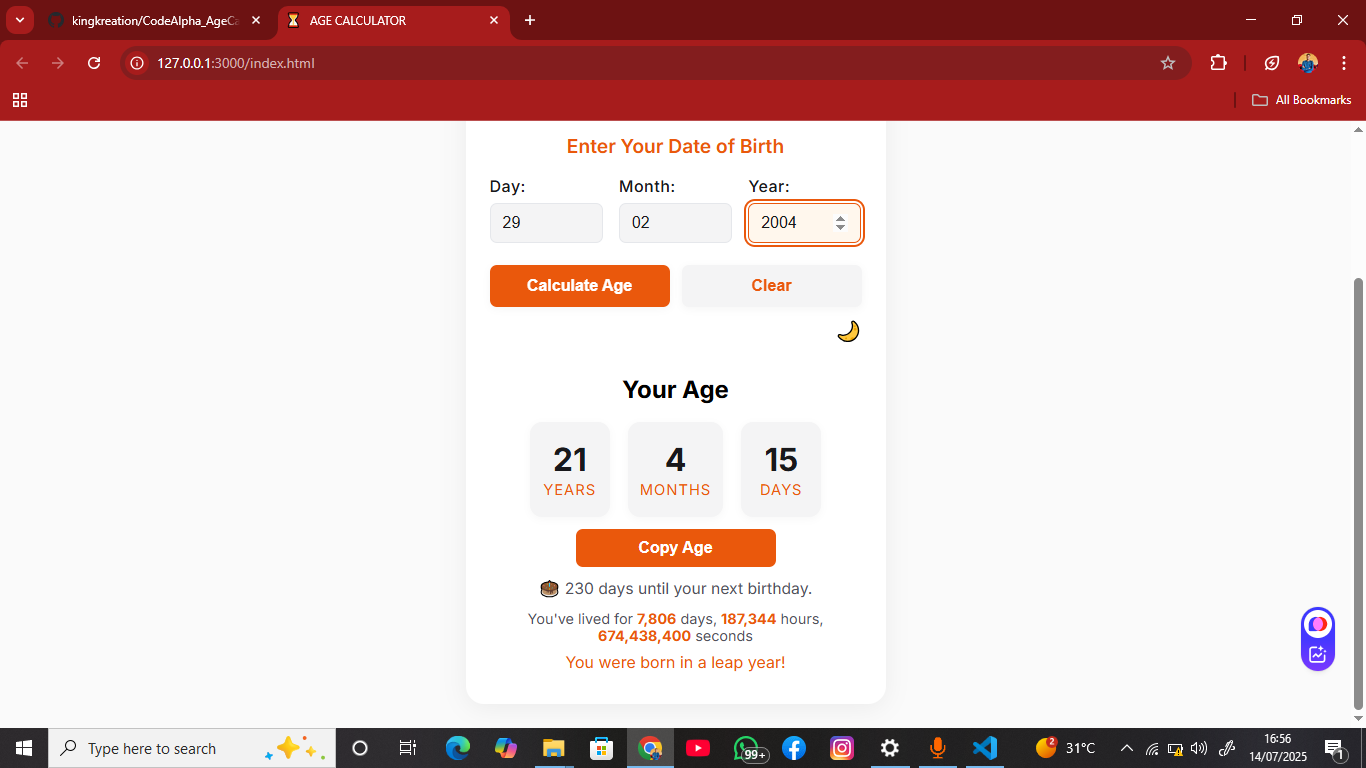 kingkreation/CodeAlpha_AgeCa
AGE CALCULATOR
127.0.0.1:3000/index.html
All Bookmarks
Enter Your Date of Birth
Day: Month: Year:
29 02 2004
Calculate Age Clear
Your Age
21 4 15
YEARS MONTHS DAYS
Copy Age
230 days until your next birthday.
You've lived for 7,806 days, 187,344 hours,
674,438,400 seconds
You were born in a leap year!
Type here to search
99+
2
31°C
16:56
14/07/2025
1